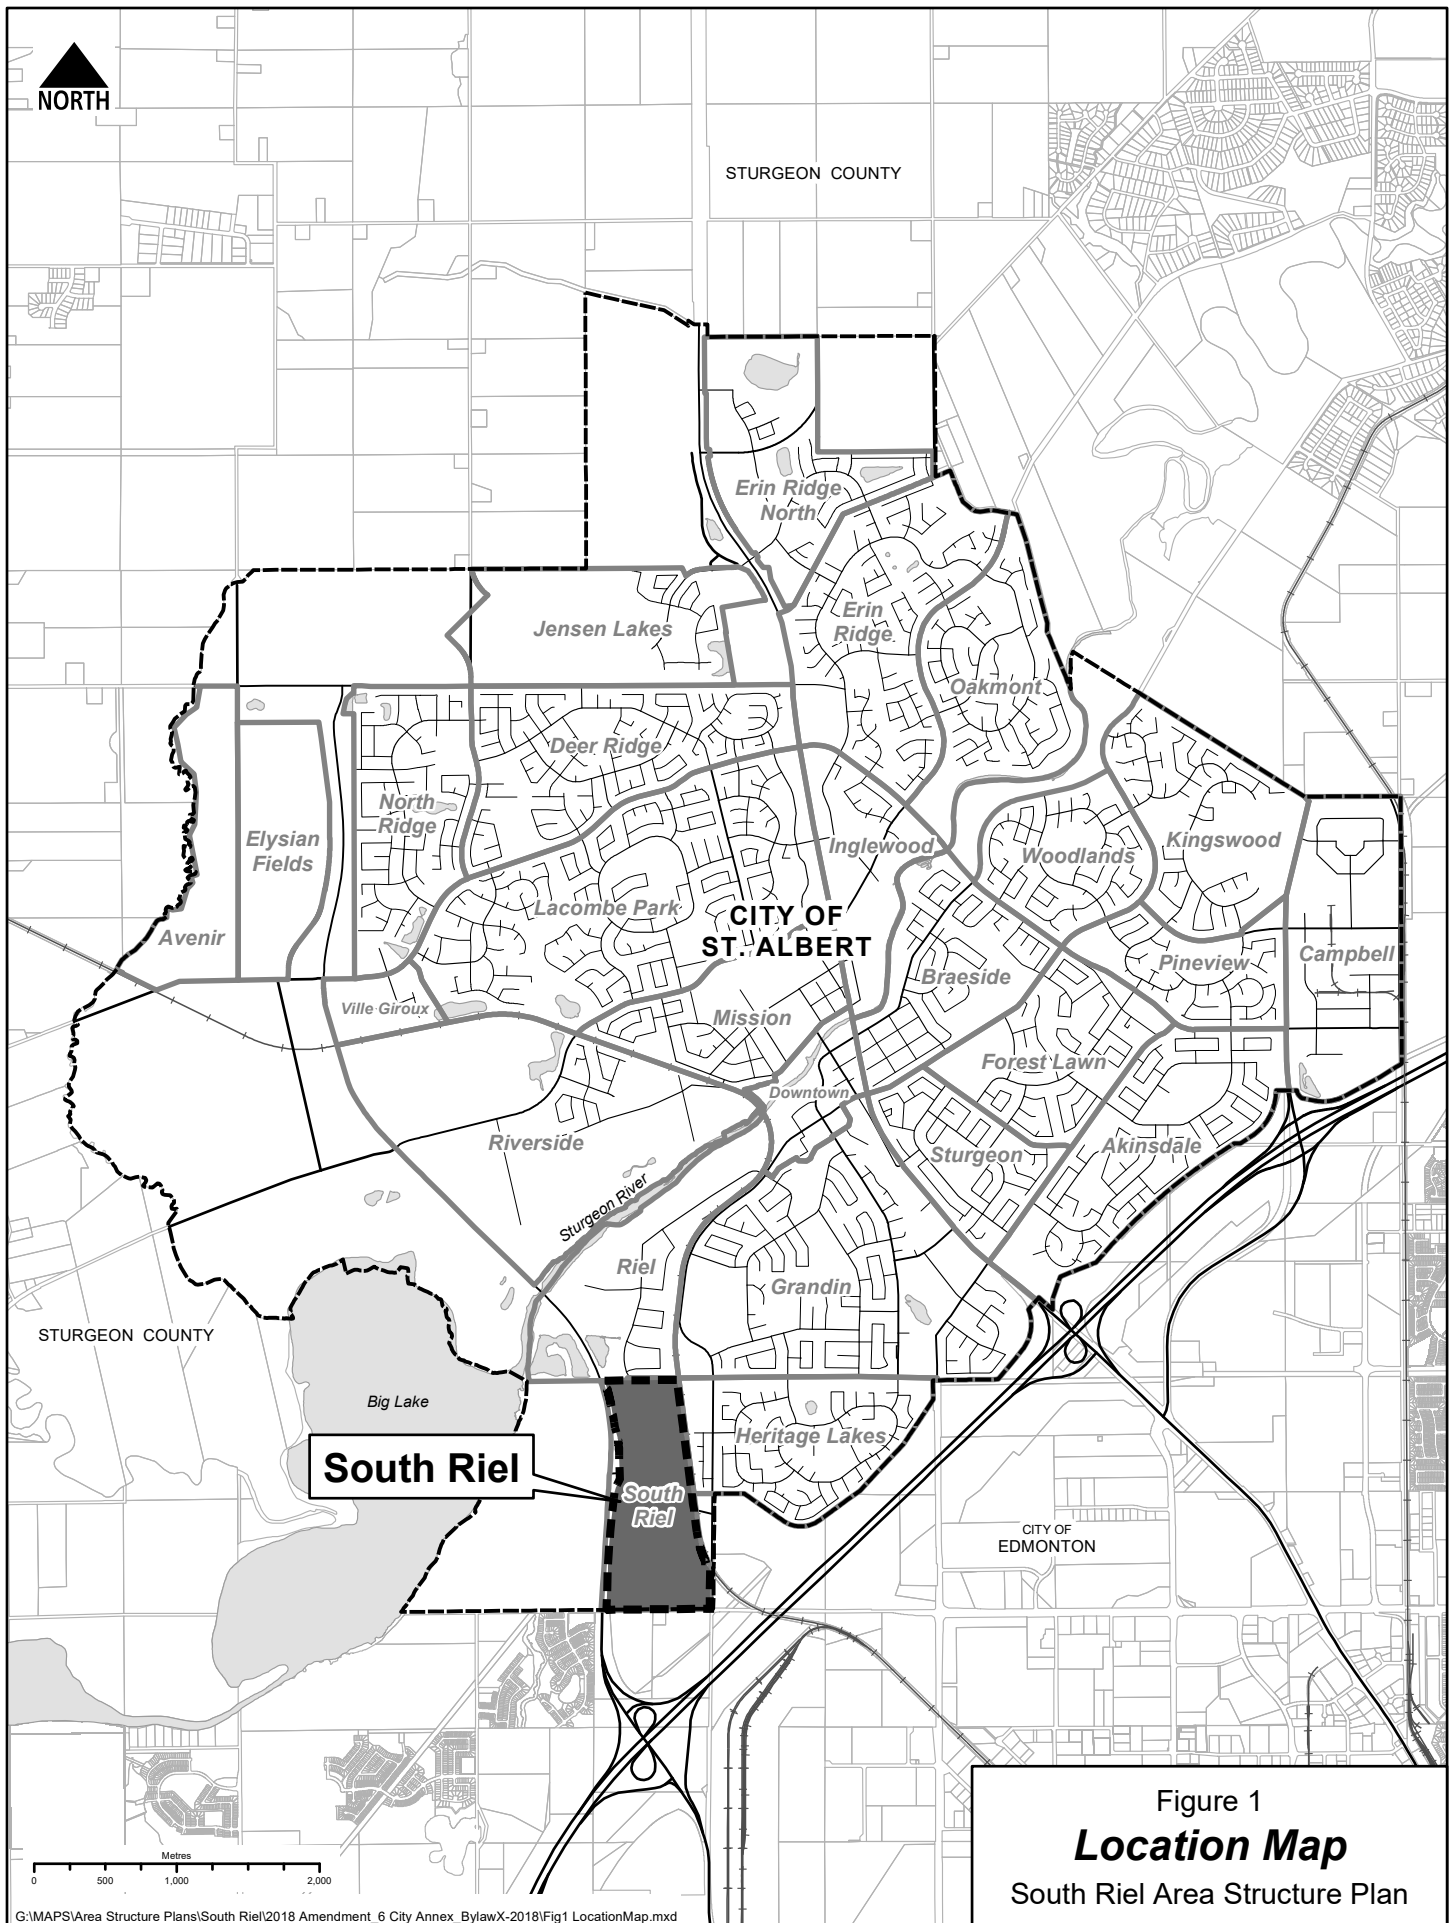 NORTH
STURGEON COUNTY
Erin Ridge
North
Erin
Ridge
Jensen Lakes
Oakmont
Deer Ridge
North
Ridge
Elysian
Fields
Inglewood
Woodlands
Kingswood
Lacombe Park
CITY OF
ST. ALBERT
Avenir
Braeside
Pineview
Campbell
Ville Giroux
Mission
Forest Lawn
Downtown
Riverside
Sturgeon
Akinsdale
Sturgeon River
Riel
Grandin
STURGEON COUNTY
Big Lake
Heritage Lakes
South Riel
South
Riel
CITY OF
EDMONTON
Metres
0 500 1,000 2,000
Figure 1
Location Map
South Riel Area Structure Plan
G:\MAPS\Area Structure Plans\South Riel\2018 Amendment_6 City Annex_BylawX-2018\Fig1 LocationMap.mxd